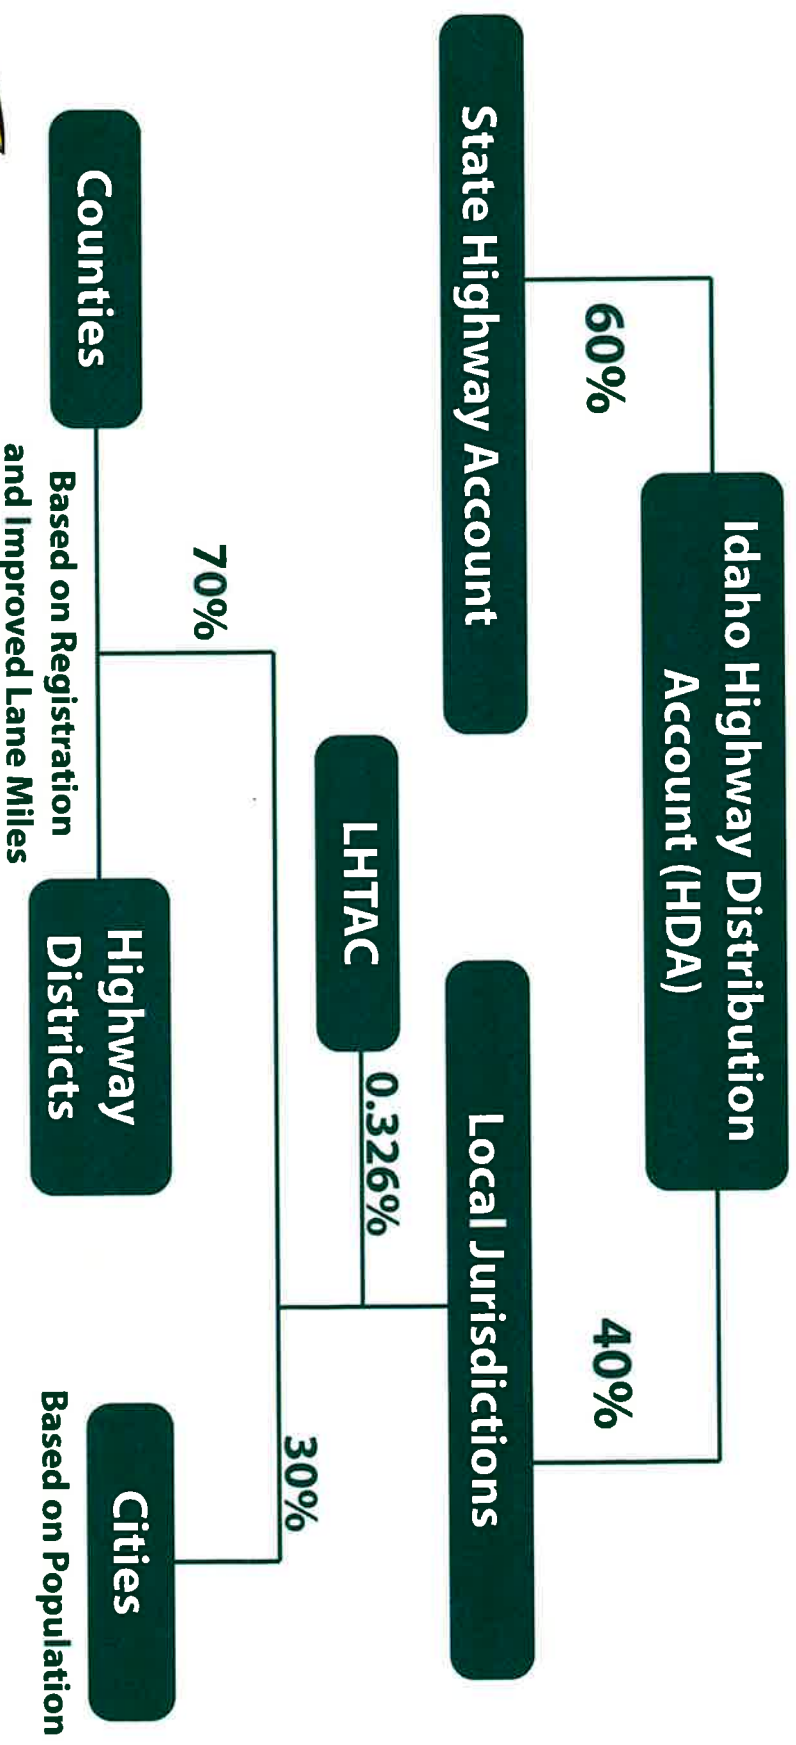 Idaho Highway Distribution
Account (HDA)
60%
40%
State Highway Account
Local Jurisdictions
LHTAC
0.326%
70%
30%
Counties
Highway
Districts
Cities
Based on Registration
and Improved Lane Miles
Based on Population